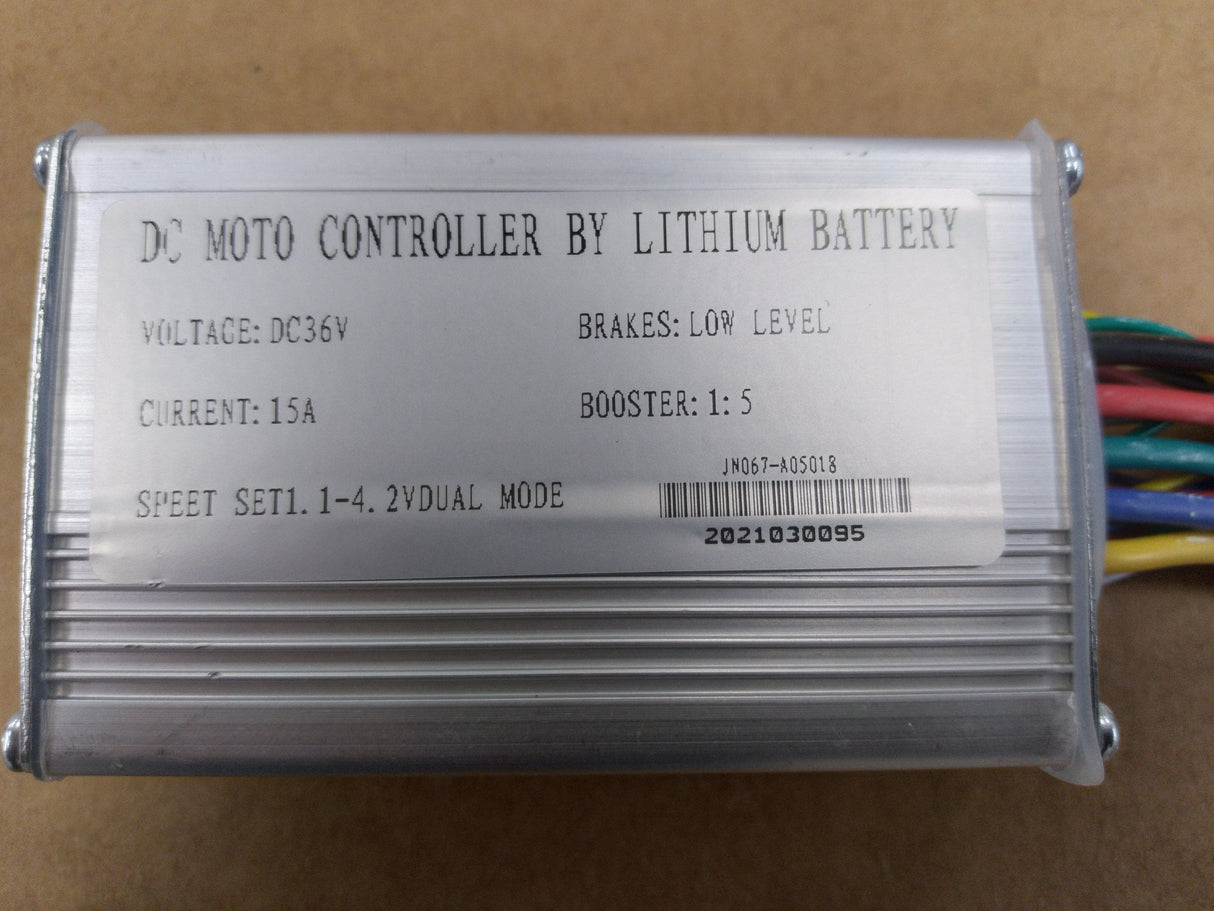 DC MOTO CONTROLLER BY LITHIUM BATTERY
VOLTAGE: DC36V BRAKES: LOW LEVEL
CURRENT: 15A BOOSTER: 1: 5
SPEET SET1. 1-4. 2VDUAL MODE
JN067-A05018
2021030095